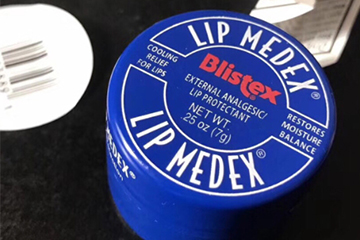 LIP MEDEX®
COOLING
RELIEF
FOR LIPS
Blistex
EXTERNAL ANALGESIC/
LIP PROTECTANT
NET WT.
.25 oz (7g)
RESTORES
MOISTURE
BALANCE
LIP MEDEX®
MEDEX®